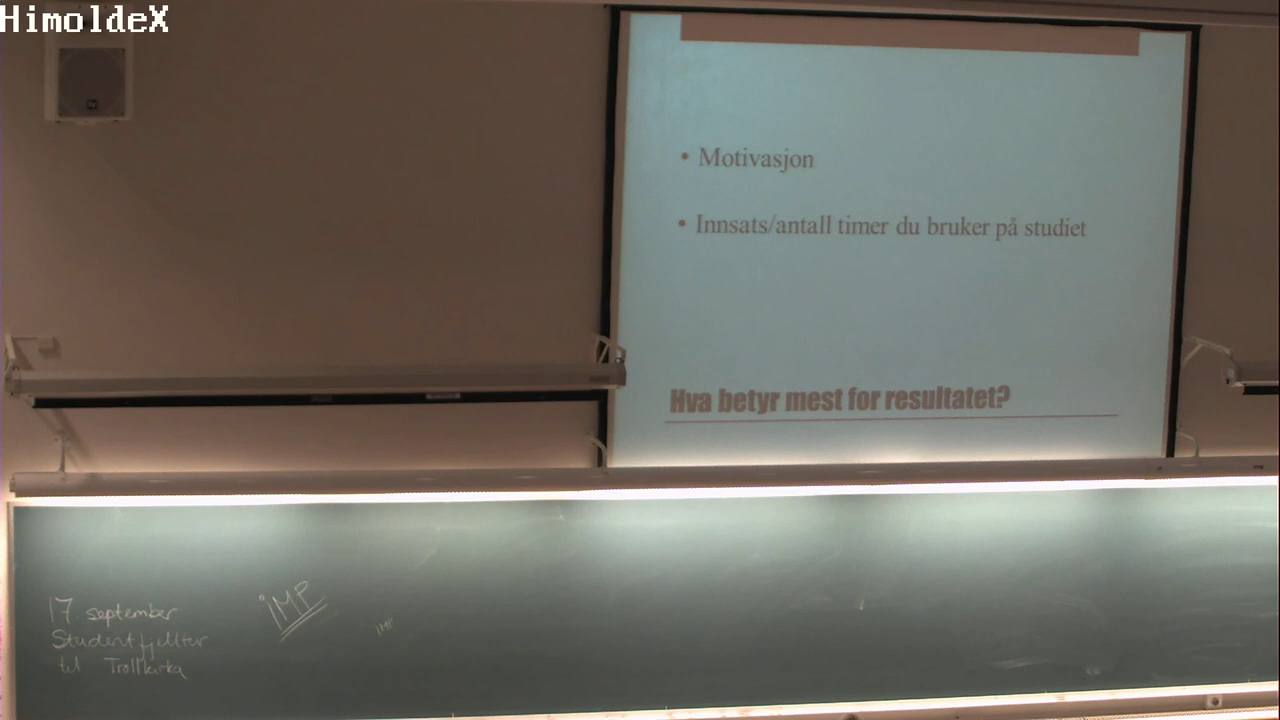 HimoldeX
• Motivasjon
• Innsats/antall timer du bruker på studiet
Hva betyr mest for resultatet?
17. september
Studentfjelltur
til Trollkirka
iMP
IMP